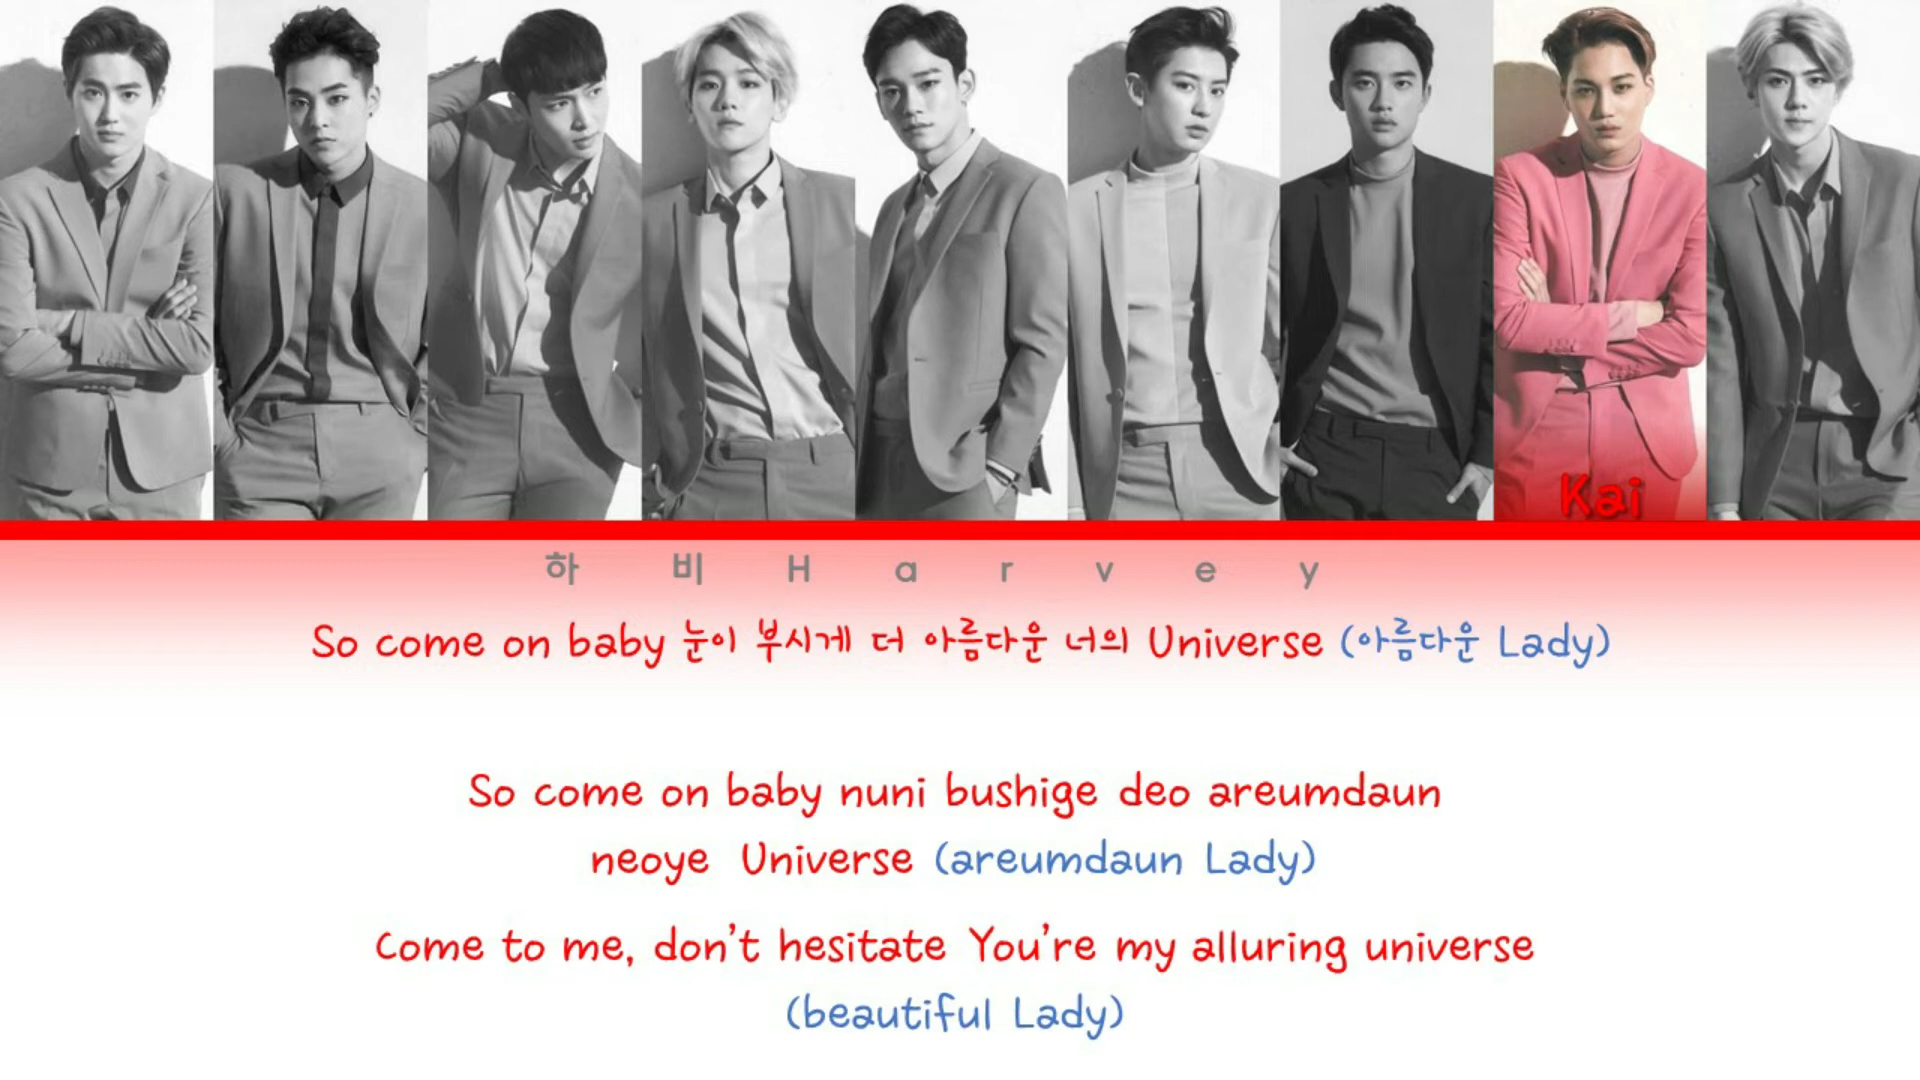 Kai
하 비 H a r v e y
So come on baby 눈이 부시게 더 아름다운 너의 Universe (아름다운 Lady)
So come on baby nuni bushige deo areumdaun
neoye Universe (areumdaun Lady)
Come to me, don't hesitate You're my alluring universe
(beautiful Lady)